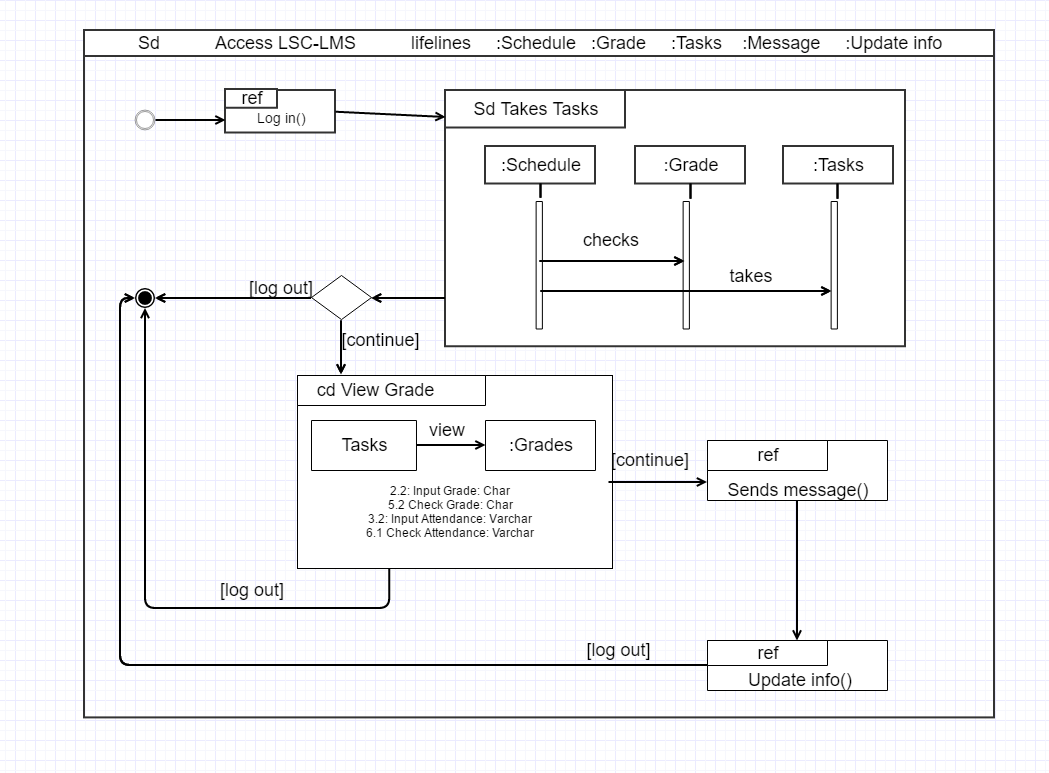 Sd Access LSC-LMS lifelines :Schedule :Grade :Tasks :Message :Update info
ref
Log in()
Sd Takes Tasks
:Schedule :Grade :Tasks
checks
takes
[log out]
[continue]
cd View Grade
Tasks view :Grades
2.2: Input Grade: Char
5.2 Check Grade: Char
3.2: Input Attendance: Varchar
6.1 Check Attendance: Varchar
[continue]
ref
Sends message()
[log out]
[log out]
ref
Update info()